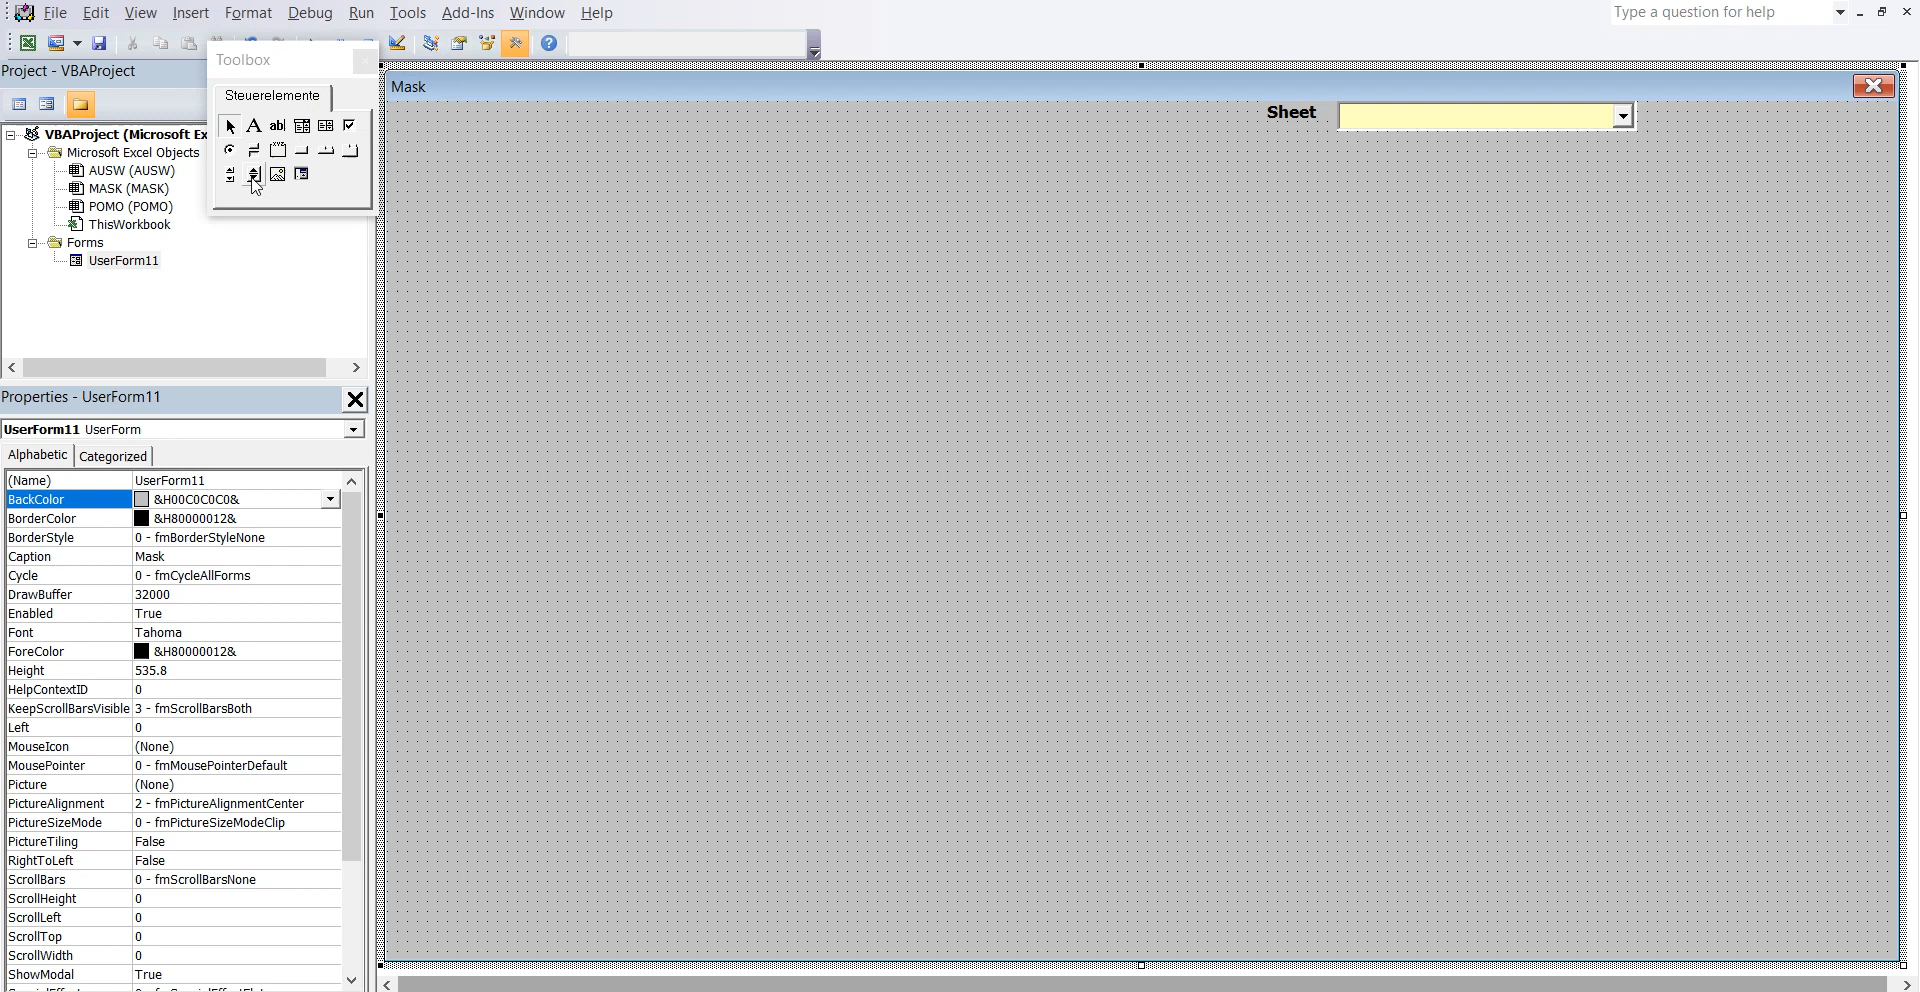 File Edit View Insert Format Debug Run Tools Add-Ins Window Help
Type a question for help
Project - VBAProject
Toolbox
Steuerelemente
A ab|
xyz
VBAProject (Microsoft Ex
Microsoft Excel Objects
AUSW (AUSW)
MASK (MASK)
POMO (POMO)
ThisWorkbook
Forms
UserForm11
Mask
Sheet
Properties - UserForm11
UserForm11 UserForm
Alphabetic Categorized
(Name) UserForm11
BackColor &H00C0C0C0&
BorderColor &H80000012&
BorderStyle 0 - fmBorderStyleNone
Caption Mask
Cycle 0 - fmCycleAllForms
DrawBuffer 32000
Enabled True
Font Tahoma
ForeColor &H80000012&
Height 535.8
HelpContextID 0
KeepScrollBarsVisible 3 - fmScrollBarsBoth
Left 0
MouseIcon (None)
MousePointer 0 - fmMousePointerDefault
Picture (None)
PictureAlignment 2 - fmPictureAlignmentCenter
PictureSizeMode 0 - fmPictureSizeModeClip
PictureTiling False
RightToLeft False
ScrollBars 0 - fmScrollBarsNone
ScrollHeight 0
ScrollLeft 0
ScrollTop 0
ScrollWidth 0
ShowModal True